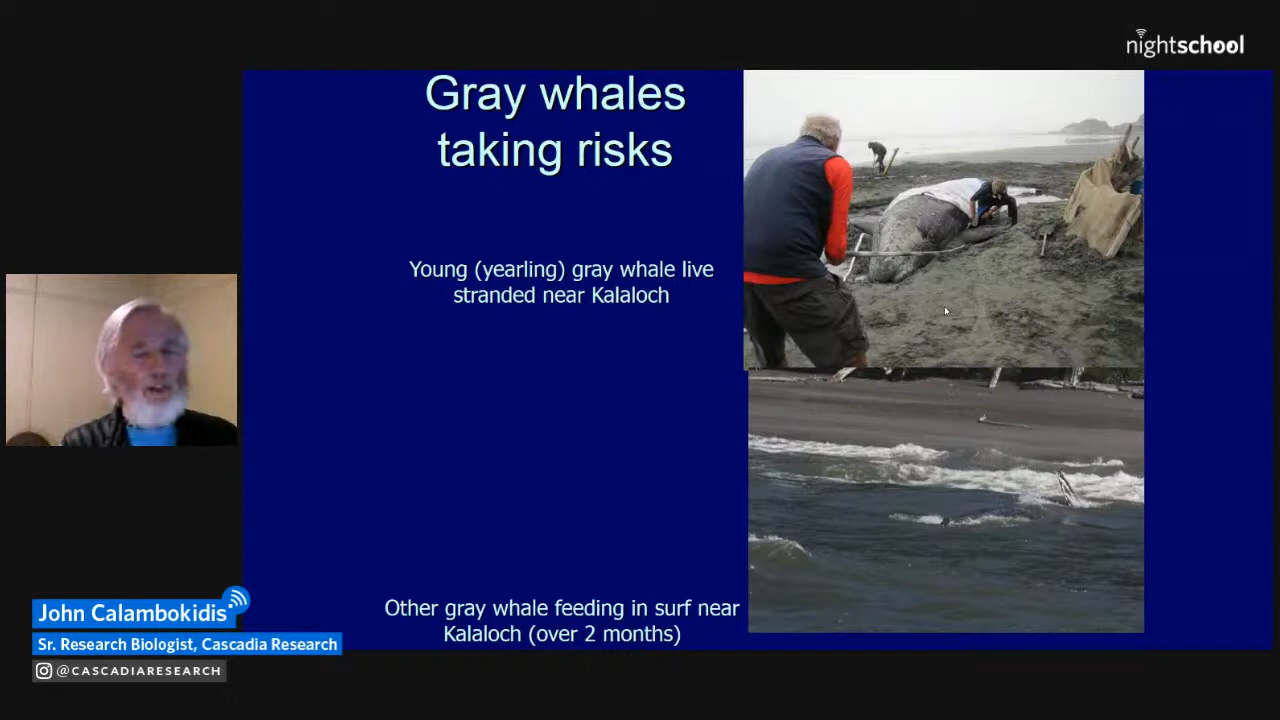 nightschool
Gray whales
taking risks
Young (yearling) gray whale live
stranded near Kalaloch
Other gray whale feeding in surf near
Kalaloch (over 2 months)
John Calambokidis
Sr. Research Biologist, Cascadia Research
@CASCADIARESEARCH